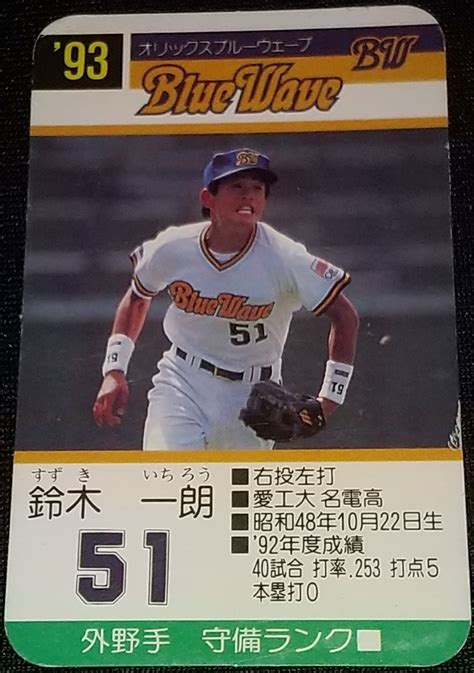 '93
オリックスブルーウェーブ
BW
Blue Wave
BW
Blue Wave
51
51
51
すずき いちろう
鈴木 一朗
51
■右投左打
■愛工大 名電高
■昭和48年10月22日生
■'92年度成績
40試合 打率.253 打点5
本塁打0
外野手 守備ランク■